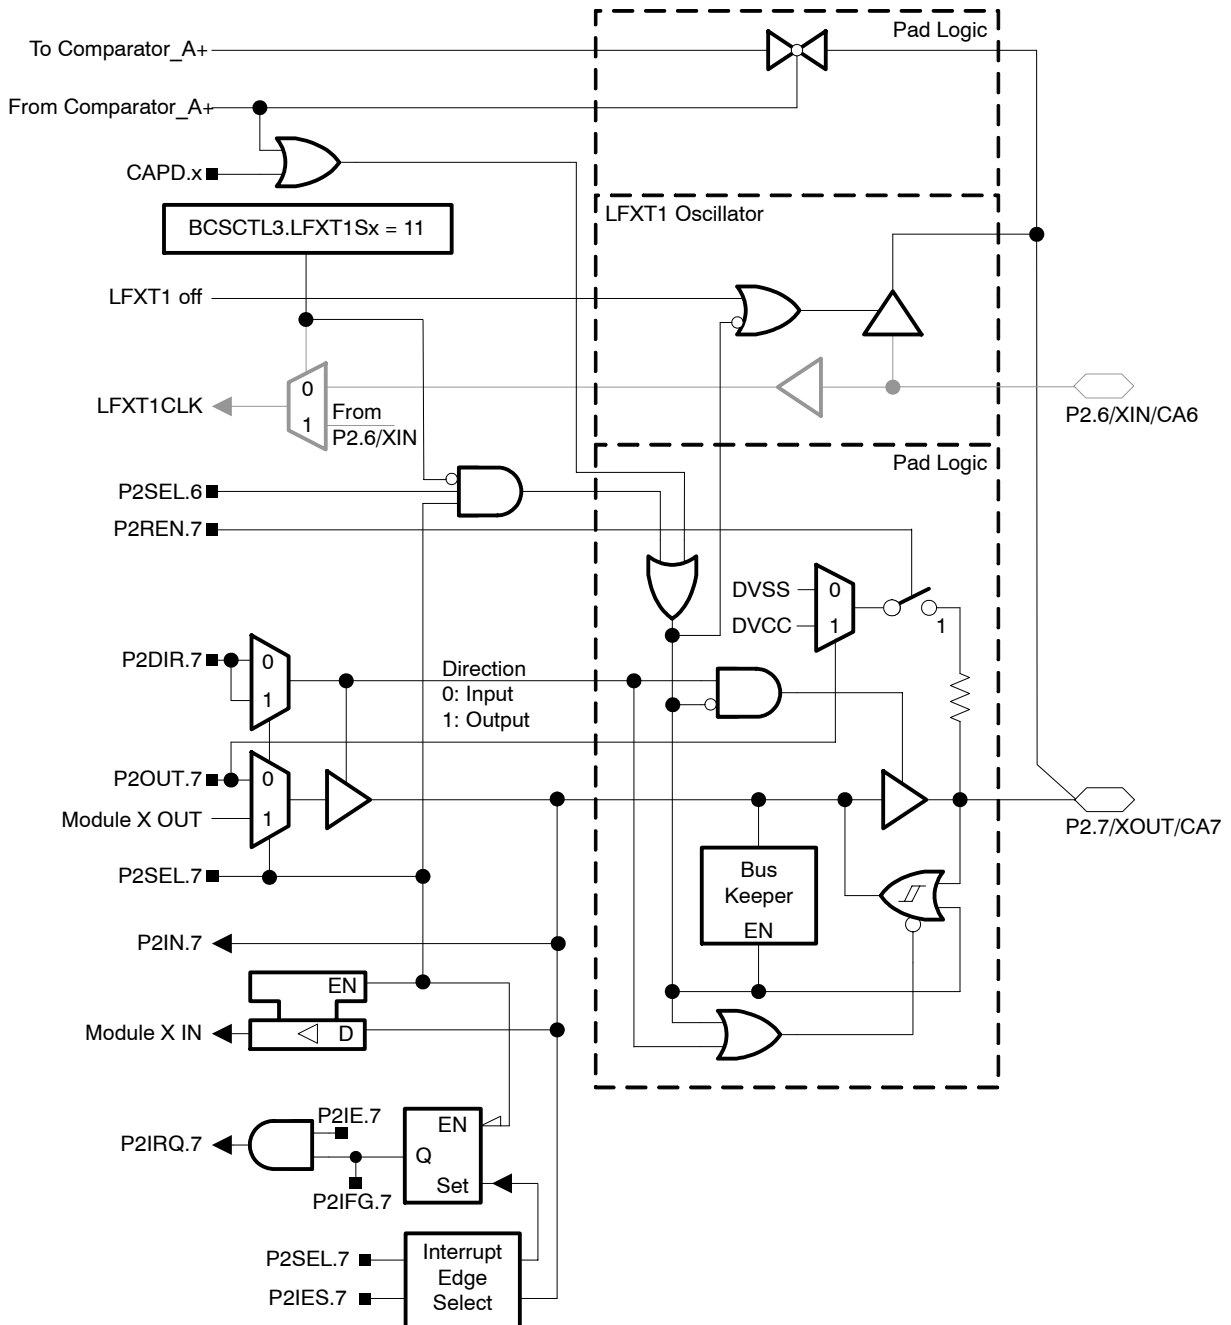 Pad Logic
To Comparator_A+
From Comparator_A+
CAPD.x
LFXT1 Oscillator
BCSCTL3.LFXT1Sx = 11
LFXT1 off
0
1
LFXT1CLK
From
P2.6/XIN
P2.6/XIN/CA6
Pad Logic
P2SEL.6
P2REN.7
DVSS
DVCC
0
1
1
P2DIR.7
0
1
Direction
0: Input
1: Output
P2OUT.7
Module X OUT
0
1
P2.7/XOUT/CA7
P2SEL.7
Bus
Keeper
EN
P2IN.7
EN
D
Module X IN
P2IE.7
P2IRQ.7
P2IFG.7
EN
Q
Set
P2SEL.7
P2IES.7
Interrupt
Edge
Select